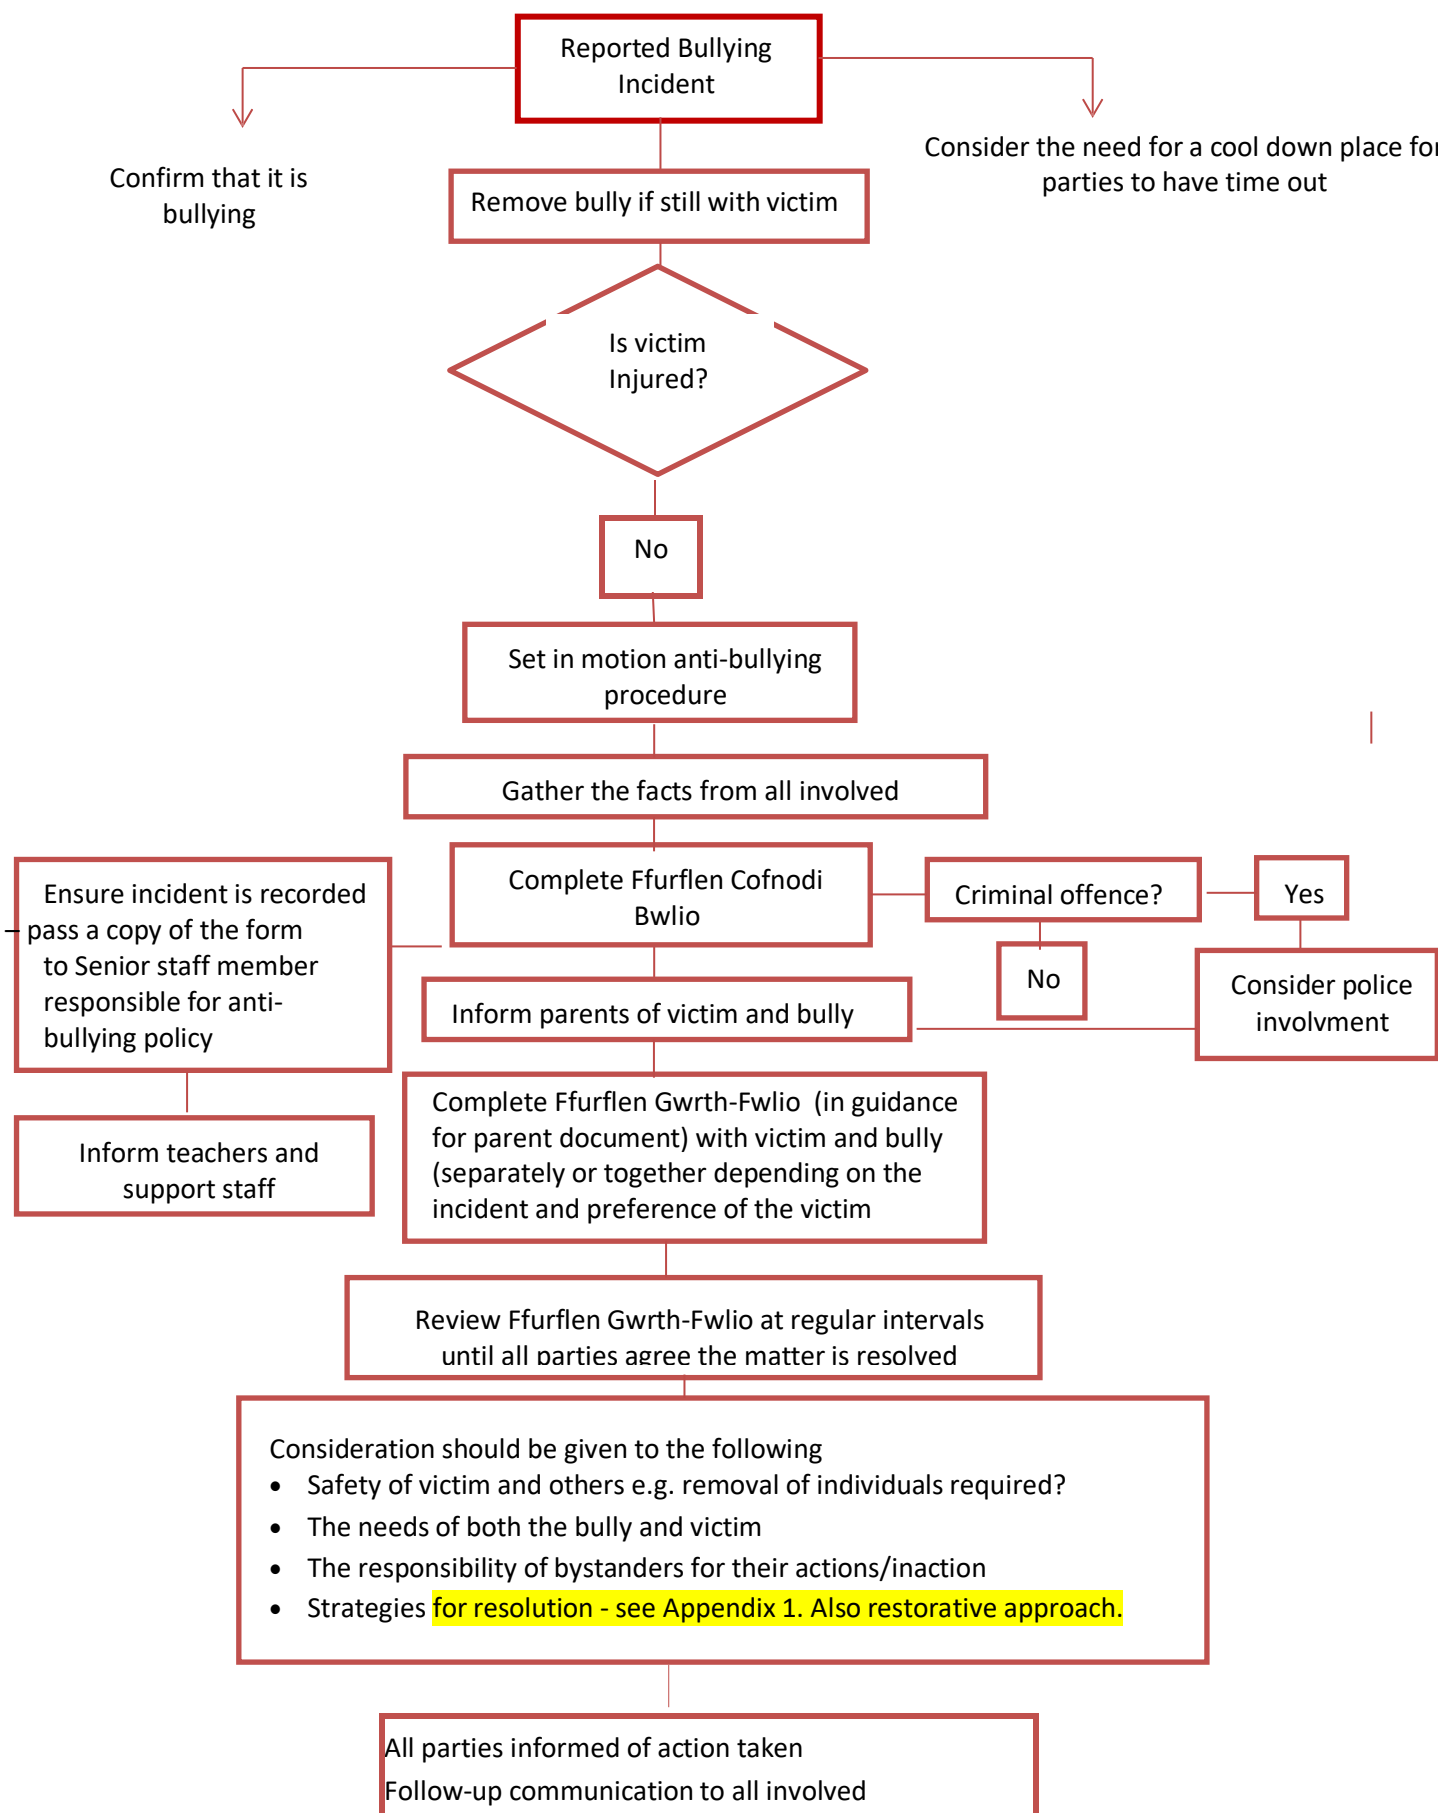 Reported Bullying
Incident
Confirm that it is
bullying
Consider the need for a cool down place for
parties to have time out
Remove bully if still with victim
Is victim
Injured?
No
Set in motion anti-bullying
procedure
Gather the facts from all involved
Complete Ffurflen Cofnodi
Bwlio
Criminal offence?
Yes
No
Consider police
involvment
Ensure incident is recorded
– pass a copy of the form
to Senior staff member
responsible for anti-
bullying policy
Inform parents of victim and bully
Inform teachers and
support staff
Complete Ffurflen Gwrth-Fwlio (in guidance
for parent document) with victim and bully
(separately or together depending on the
incident and preference of the victim
Review Ffurflen Gwrth-Fwlio at regular intervals
until all parties agree the matter is resolved
Consideration should be given to the following
• Safety of victim and others e.g. removal of individuals required?
• The needs of both the bully and victim
• The responsibility of bystanders for their actions/inaction
• Strategies for resolution - see Appendix 1. Also restorative approach.
All parties informed of action taken
Follow-up communication to all involved